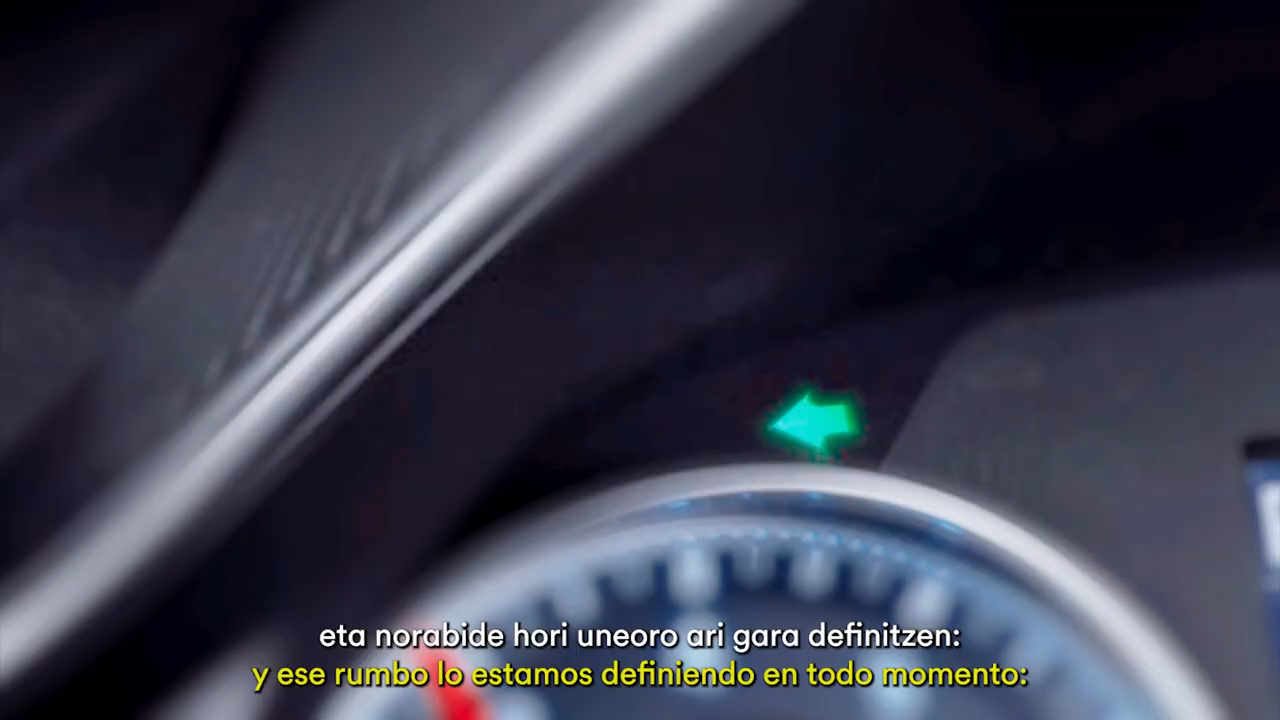 eta norabide hori uneoro ari gara definitzen:
y ese rumbo lo estamos definiendo en todo momento: